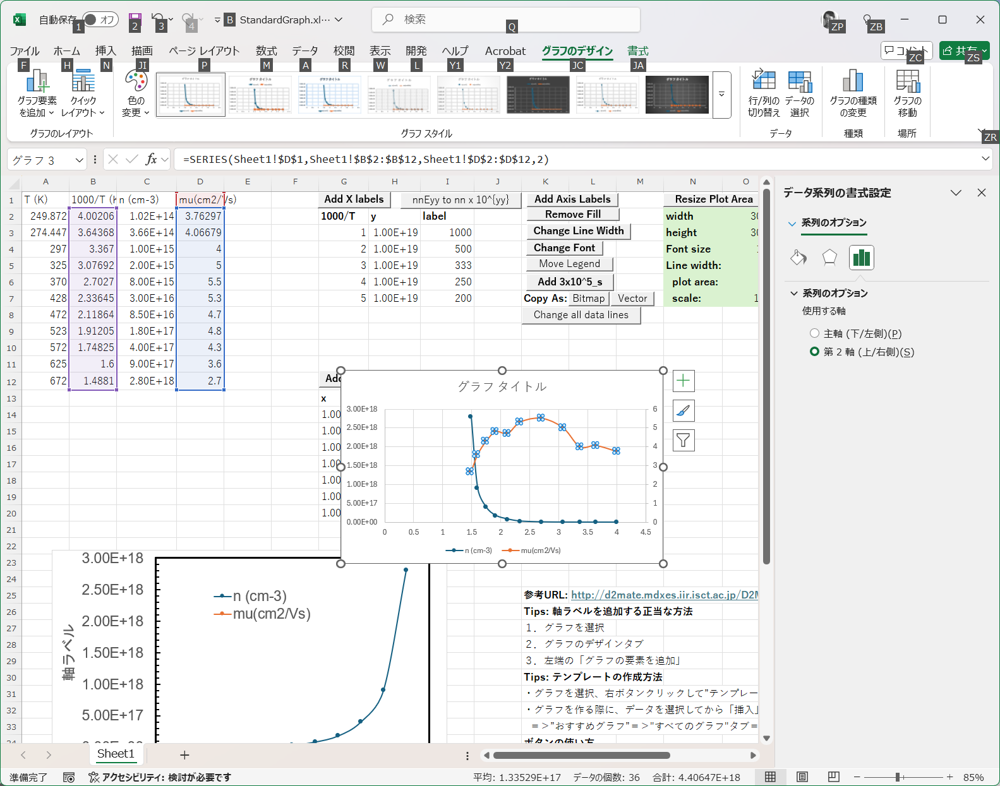 自動保存 オフ
1 2 3 4 B StandardGraph.xl…
検索
Q ZP ZB
ファイル ホーム 挿入 描画 ページ レイアウト 数式 データ 校閲 表示 開発 ヘルプ Acrobat グラフのデザイン 書式 コメント 共有
F H N JI P M A R W L Y1 Y2 JC JA ZC ZS
グラフ要素を追加
クイック レイアウト
グラフのレイアウト
色の変更
グラフ スタイル
行/列の切り替え
データの選択
データ
グラフの種類の変更
種類
グラフの移動
場所
ZR
グラフ 3 fx =SERIES(Sheet1!$D$1,Sheet1!$B$2:$B$12,Sheet1!$D$2:$D$12,2)
A B C D E F G H I J K L M N O
1 T (K) 1000/T (K n (cm-3) mu(cm2/Vs) Add X labels nnEyy to nn x 10^{yy} Add Axis Labels Resize Plot Area
2 249.872 4.00206 1.02E+14 3.76297 1000/T y label Remove Fill width 30
3 274.447 3.64368 3.66E+14 4.06679 1 1.00E+19 1000 Change Line Width height 30
4 297 3.367 1.00E+15 4 2 1.00E+19 500 Change Font Font size
5 325 3.07692 2.00E+15 5 3 1.00E+19 333 Move Legend Line width:
6 370 2.7027 8.00E+15 5.5 4 1.00E+19 250 Add 3x10^5_s plot area:
7 428 2.33645 3.00E+16 5.3 5 1.00E+19 200 Copy As: Bitmap Vector scale: 1
8 472 2.11864 8.50E+16 4.7 Change all data lines
9 523 1.91205 1.80E+17 4.8
10 572 1.74825 4.00E+17 4.3
11 625 1.6 9.00E+17 3.6
12 672 1.4881 2.80E+18 2.7 Add
13 x
14 1.00
15 1.00
16 1.00
17 1.00
18 1.00
19 1.00
20 1.00
21
22
23
24
25
26
27
28
29
30
31
32
33
34
グラフ タイトル
3.00E+18 6
2.50E+18 5
2.00E+18 4
1.50E+18 3
1.00E+18 2
5.00E+17 1
0.00E+00 0
0 0.5 1 1.5 2 2.5 3 3.5 4 4.5
n (cm-3) mu(cm2/Vs)
3.00E+18
2.50E+18
2.00E+18
1.50E+18
1.00E+18
5.00E+17
軸ラベル
n (cm-3)
mu(cm2/Vs)
参考URL: http://d2mate.mdxes.iir.isct.ac.jp/D2M
Tips: 軸ラベルを追加する正当な方法
1. グラフを選択
2. グラフのデザインタブ
3. 左端の「グラフの要素を追加」
Tips: テンプレートの作成方法
・グラフを選択、右ボタンクリックして”テンプレー
・グラフを作る際に、データを選択してから「挿入」
＝＞”おすすめグラフ”＝＞"すべてのグラフ"タブ＝
ボタンの使い方
データ系列の書式設定
系列のオプション
系列のオプション
使用する軸
主軸 (下/左側)(P)
第 2 軸 (上/右側)(S)
Sheet1
準備完了 アクセシビリティ: 検討が必要です 平均: 1.33529E+17 データの個数: 36 合計: 4.40647E+18 85%